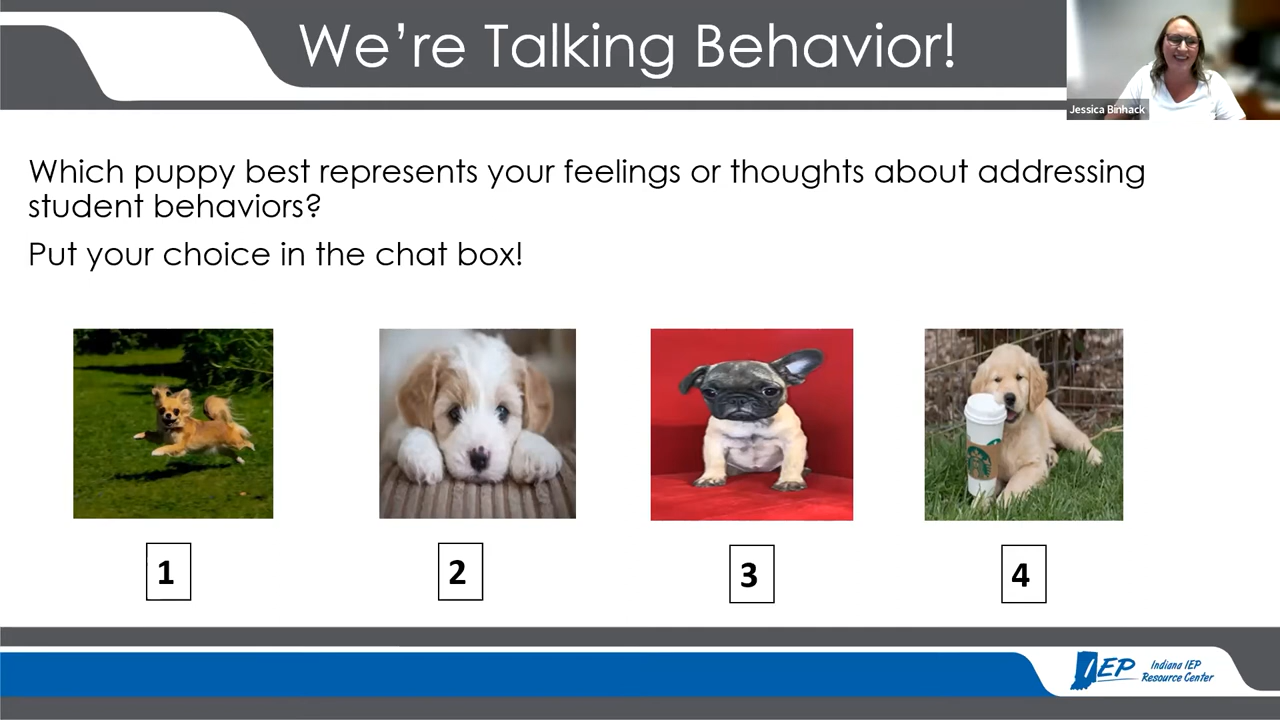 We’re Talking Behavior!
Jessica Binhack
Which puppy best represents your feelings or thoughts about addressing
student behaviors?
Put your choice in the chat box!
1
2
3
4
IEP
Indiana IEP
Resource Center